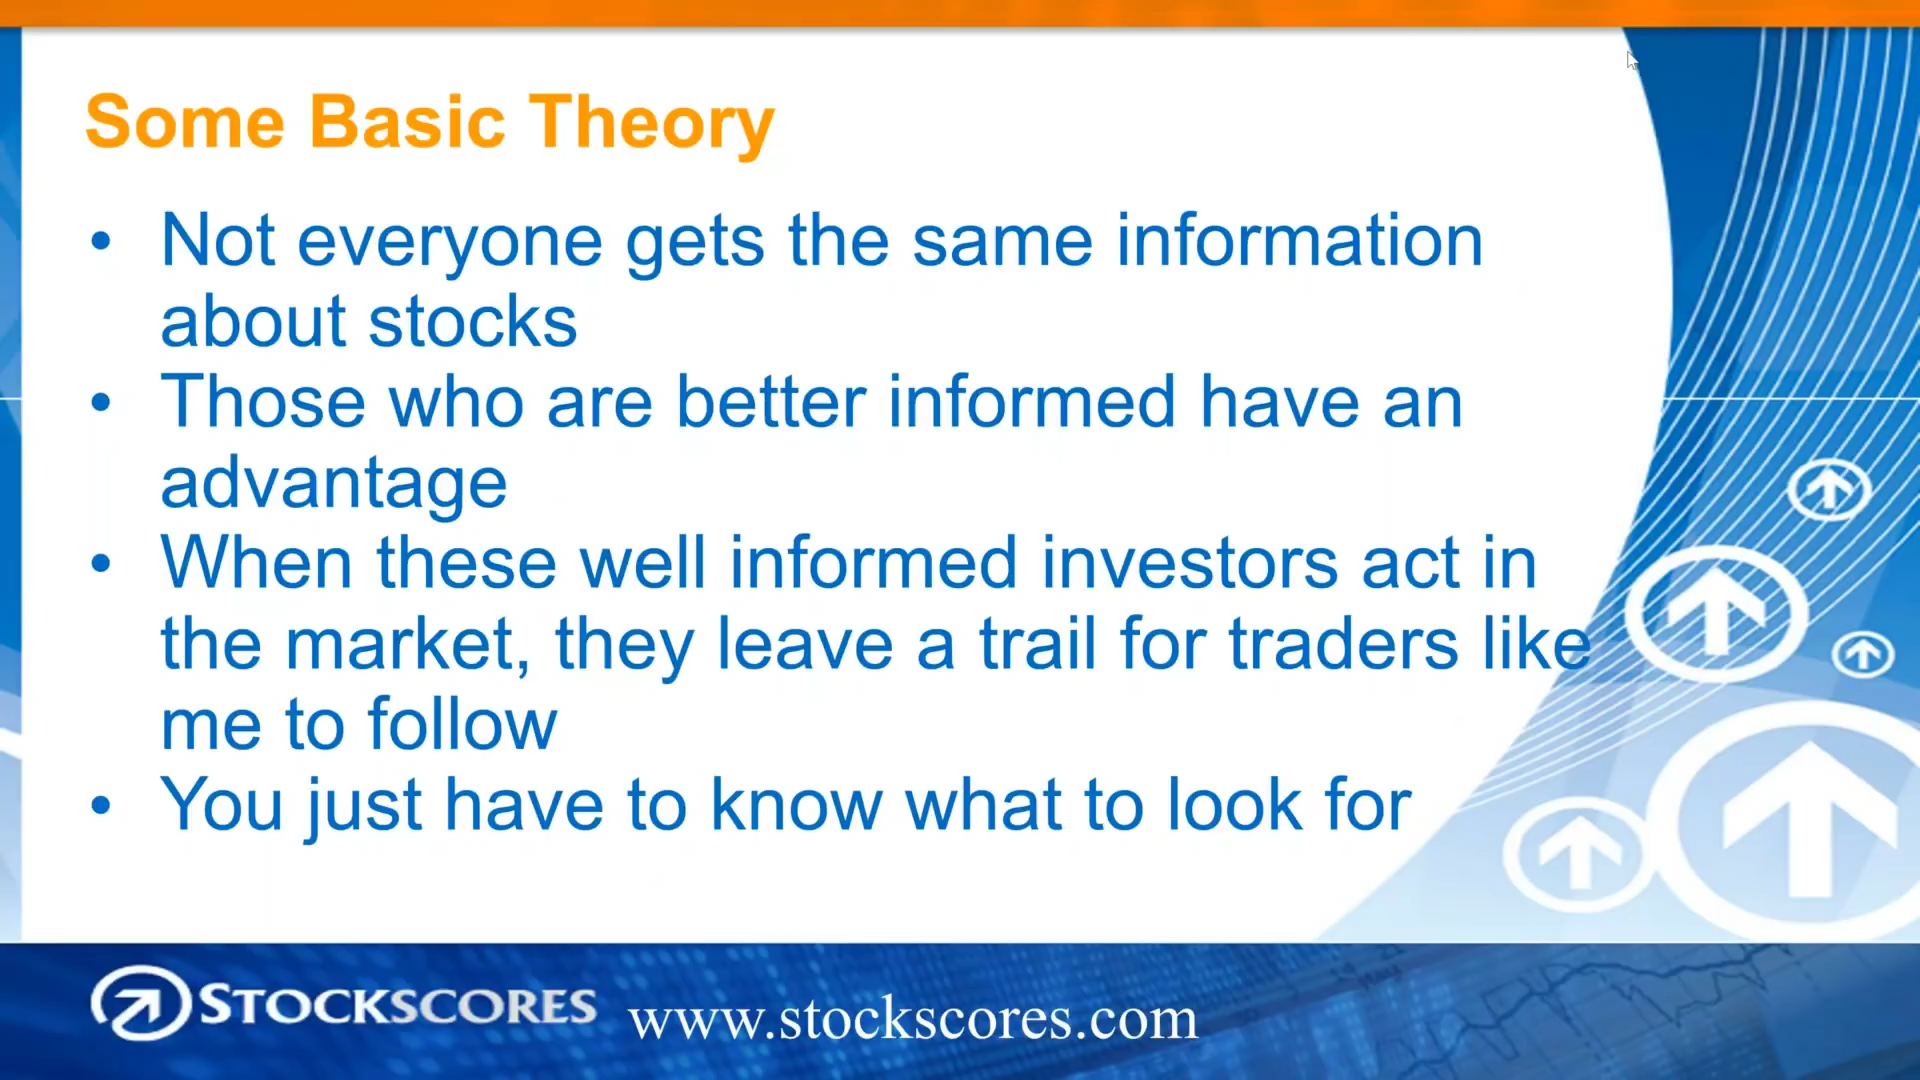 Some Basic Theory
• Not everyone gets the same information
about stocks
• Those who are better informed have an
advantage
• When these well informed investors act in
the market, they leave a trail for traders like
me to follow
• You just have to know what to look for
STOCKSCORES www.stockscores.com